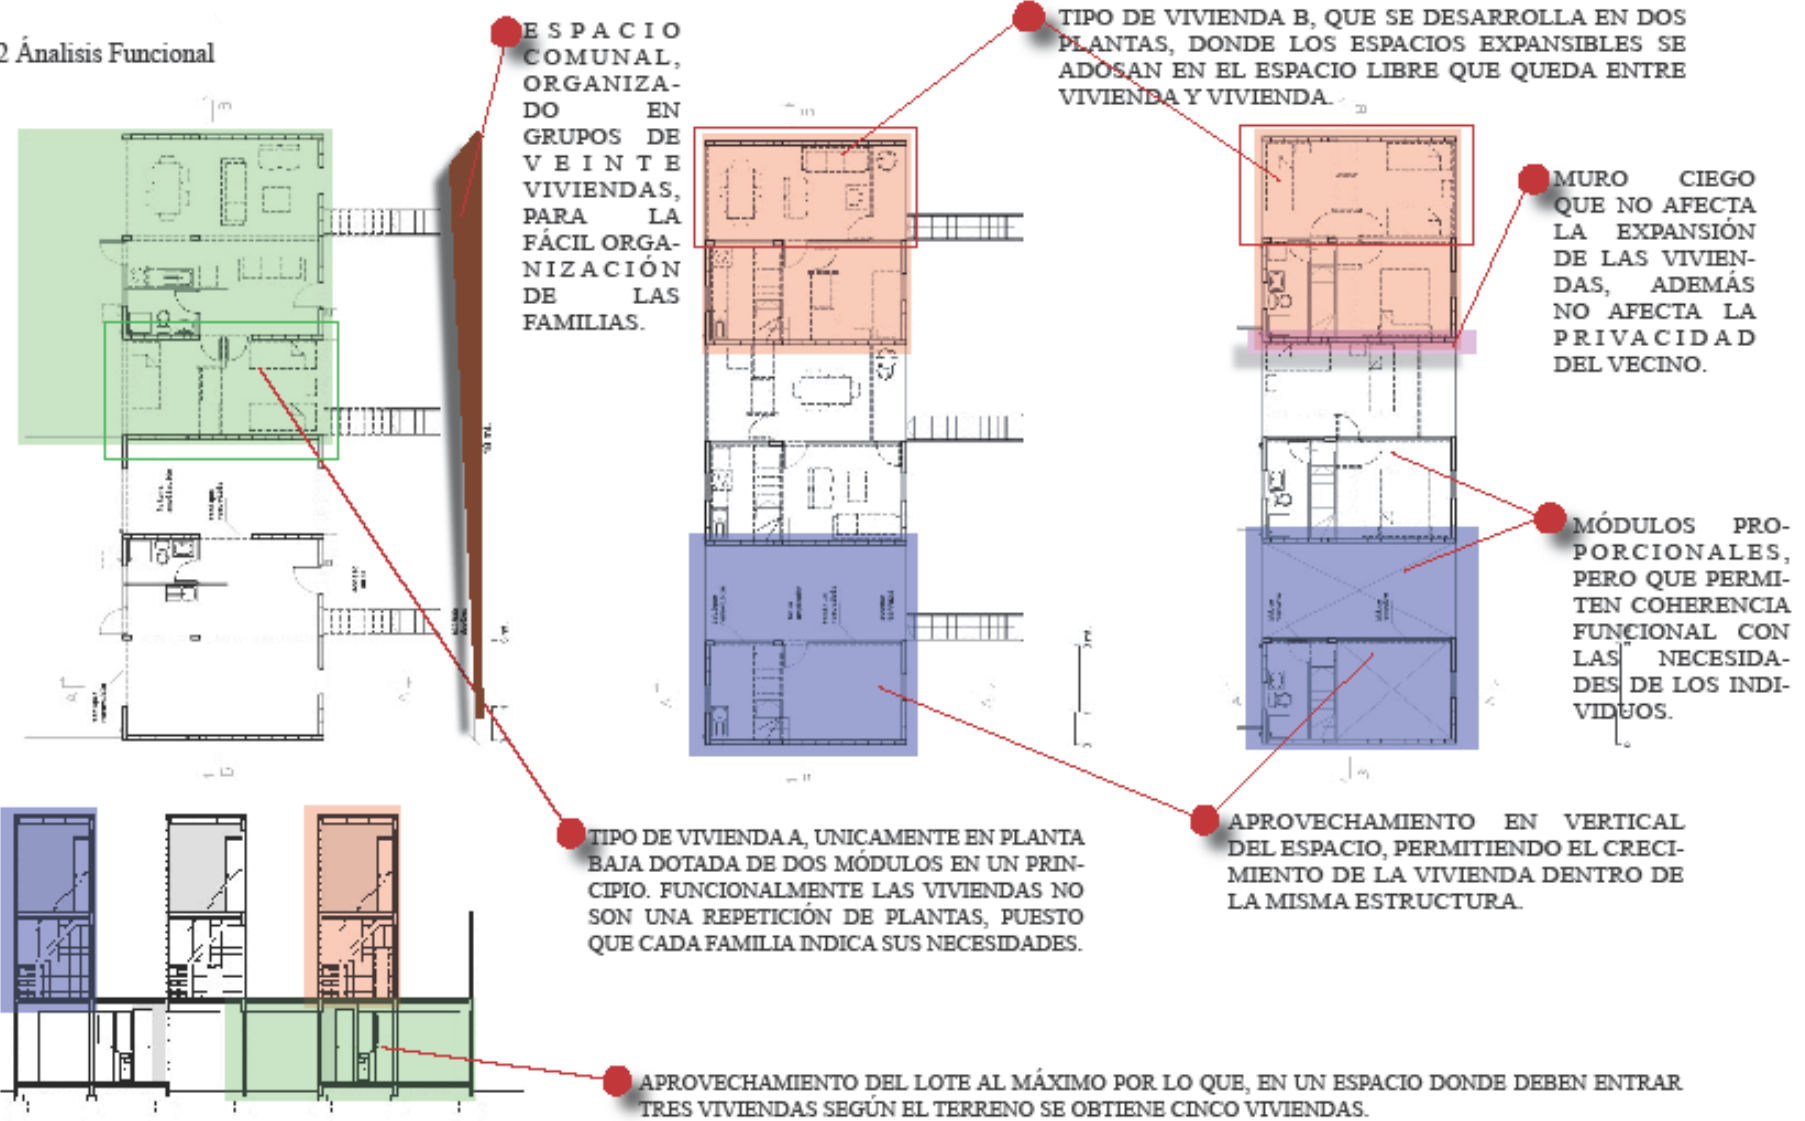 2 Ánalisis Funcional
ESPACIO
COMUNAL,
ORGANIZA-
DO EN
GRUPOS DE
VEINTE
VIVIENDAS,
PARA LA
FÁCIL ORGA-
NIZACIÓN
DE LAS
FAMILIAS.
TIPO DE VIVIENDA B, QUE SE DESARROLLA EN DOS
PLANTAS, DONDE LOS ESPACIOS EXPANSIBLES SE
ADOSAN EN EL ESPACIO LIBRE QUE QUEDA ENTRE
VIVIENDA Y VIVIENDA.
MURO CIEGO
QUE NO AFECTA
LA EXPANSIÓN
DE LAS VIVIEN-
DAS, ADEMÁS
NO AFECTA LA
PRIVACIDAD
DEL VECINO.
MÓDULOS PRO-
PORCIONALES,
PERO QUE PERMI-
TEN COHERENCIA
FUNCIONAL CON
LAS NECESIDA-
DES DE LOS INDI-
VIDUOS.
TIPO DE VIVIENDA A, UNICAMENTE EN PLANTA
BAJA DOTADA DE DOS MÓDULOS EN UN PRIN-
CIPIO. FUNCIONALMENTE LAS VIVIENDAS NO
SON UNA REPETICIÓN DE PLANTAS, PUESTO
QUE CADA FAMILIA INDICA SUS NECESIDADES.
APROVECHAMIENTO EN VERTICAL
DEL ESPACIO, PERMITIENDO EL CRECI-
MIENTO DE LA VIVIENDA DENTRO DE
LA MISMA ESTRUCTURA.
APROVECHAMIENTO DEL LOTE AL MÁXIMO POR LO QUE, EN UN ESPACIO DONDE DEBEN ENTRAR
TRES VIVIENDAS SEGÚN EL TERRENO SE OBTIENE CINCO VIVIENDAS.